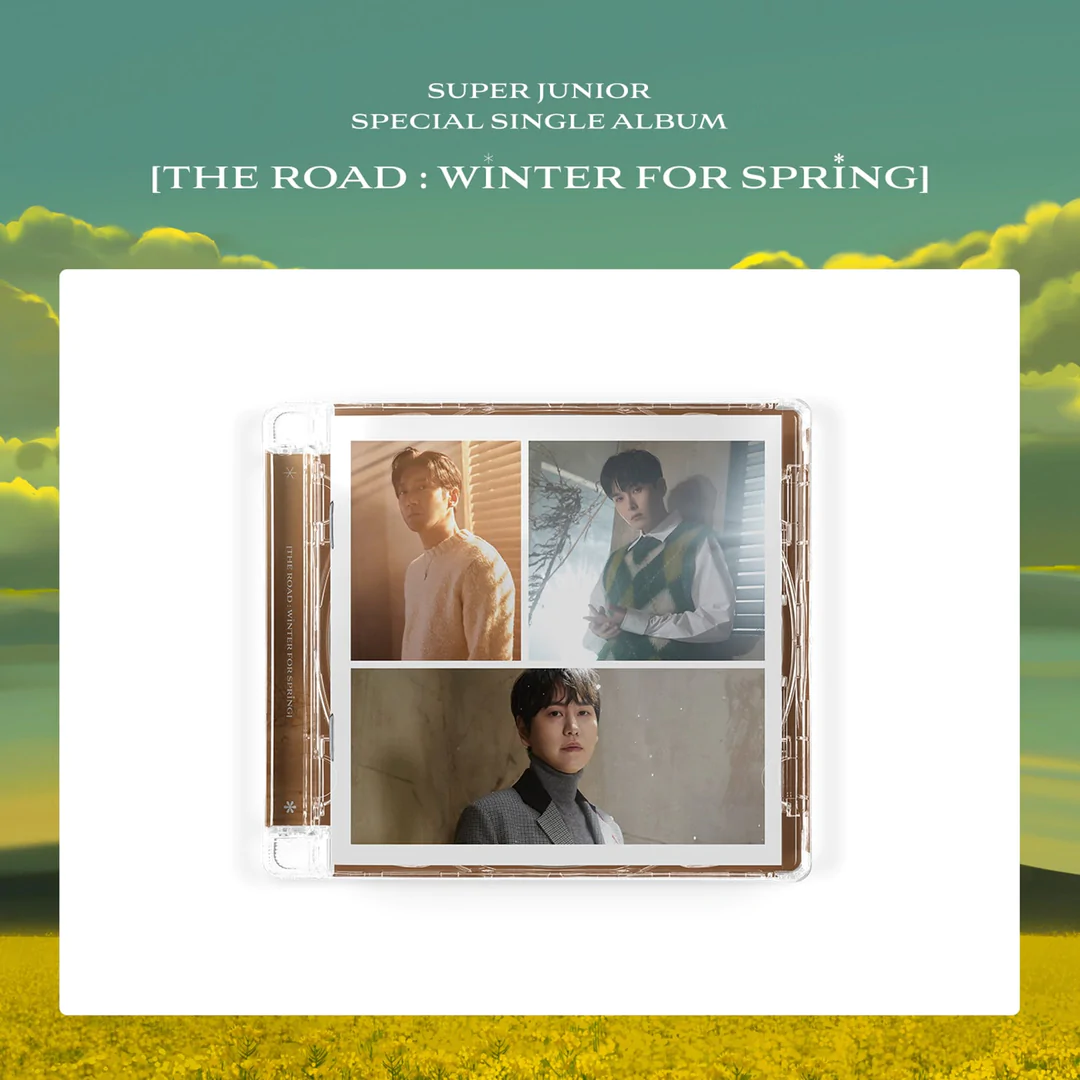 SUPER JUNIOR
SPECIAL SINGLE ALBUM
[THE ROAD : WINTER FOR SPRING]
[THE ROAD : WINTER FOR SPRING]